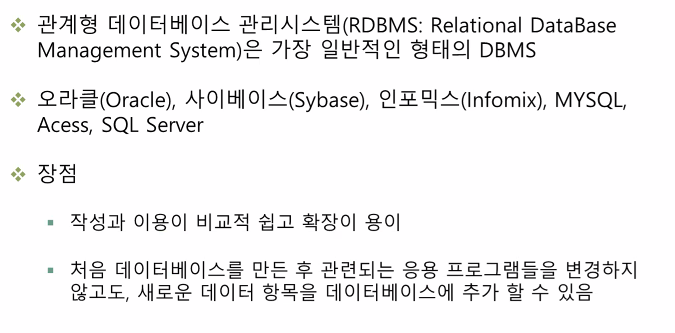 관계형 데이터베이스 관리시스템(RDBMS: Relational DataBase
Management System)은 가장 일반적인 형태의 DBMS
오라클(Oracle), 사이베이스(Sybase), 인포믹스(Infomix), MYSQL,
Acess, SQL Server
장점
작성과 이용이 비교적 쉽고 확장이 용이
처음 데이터베이스를 만든 후 관련되는 응용 프로그램들을 변경하지
않고도, 새로운 데이터 항목을 데이터베이스에 추가 할 수 있음